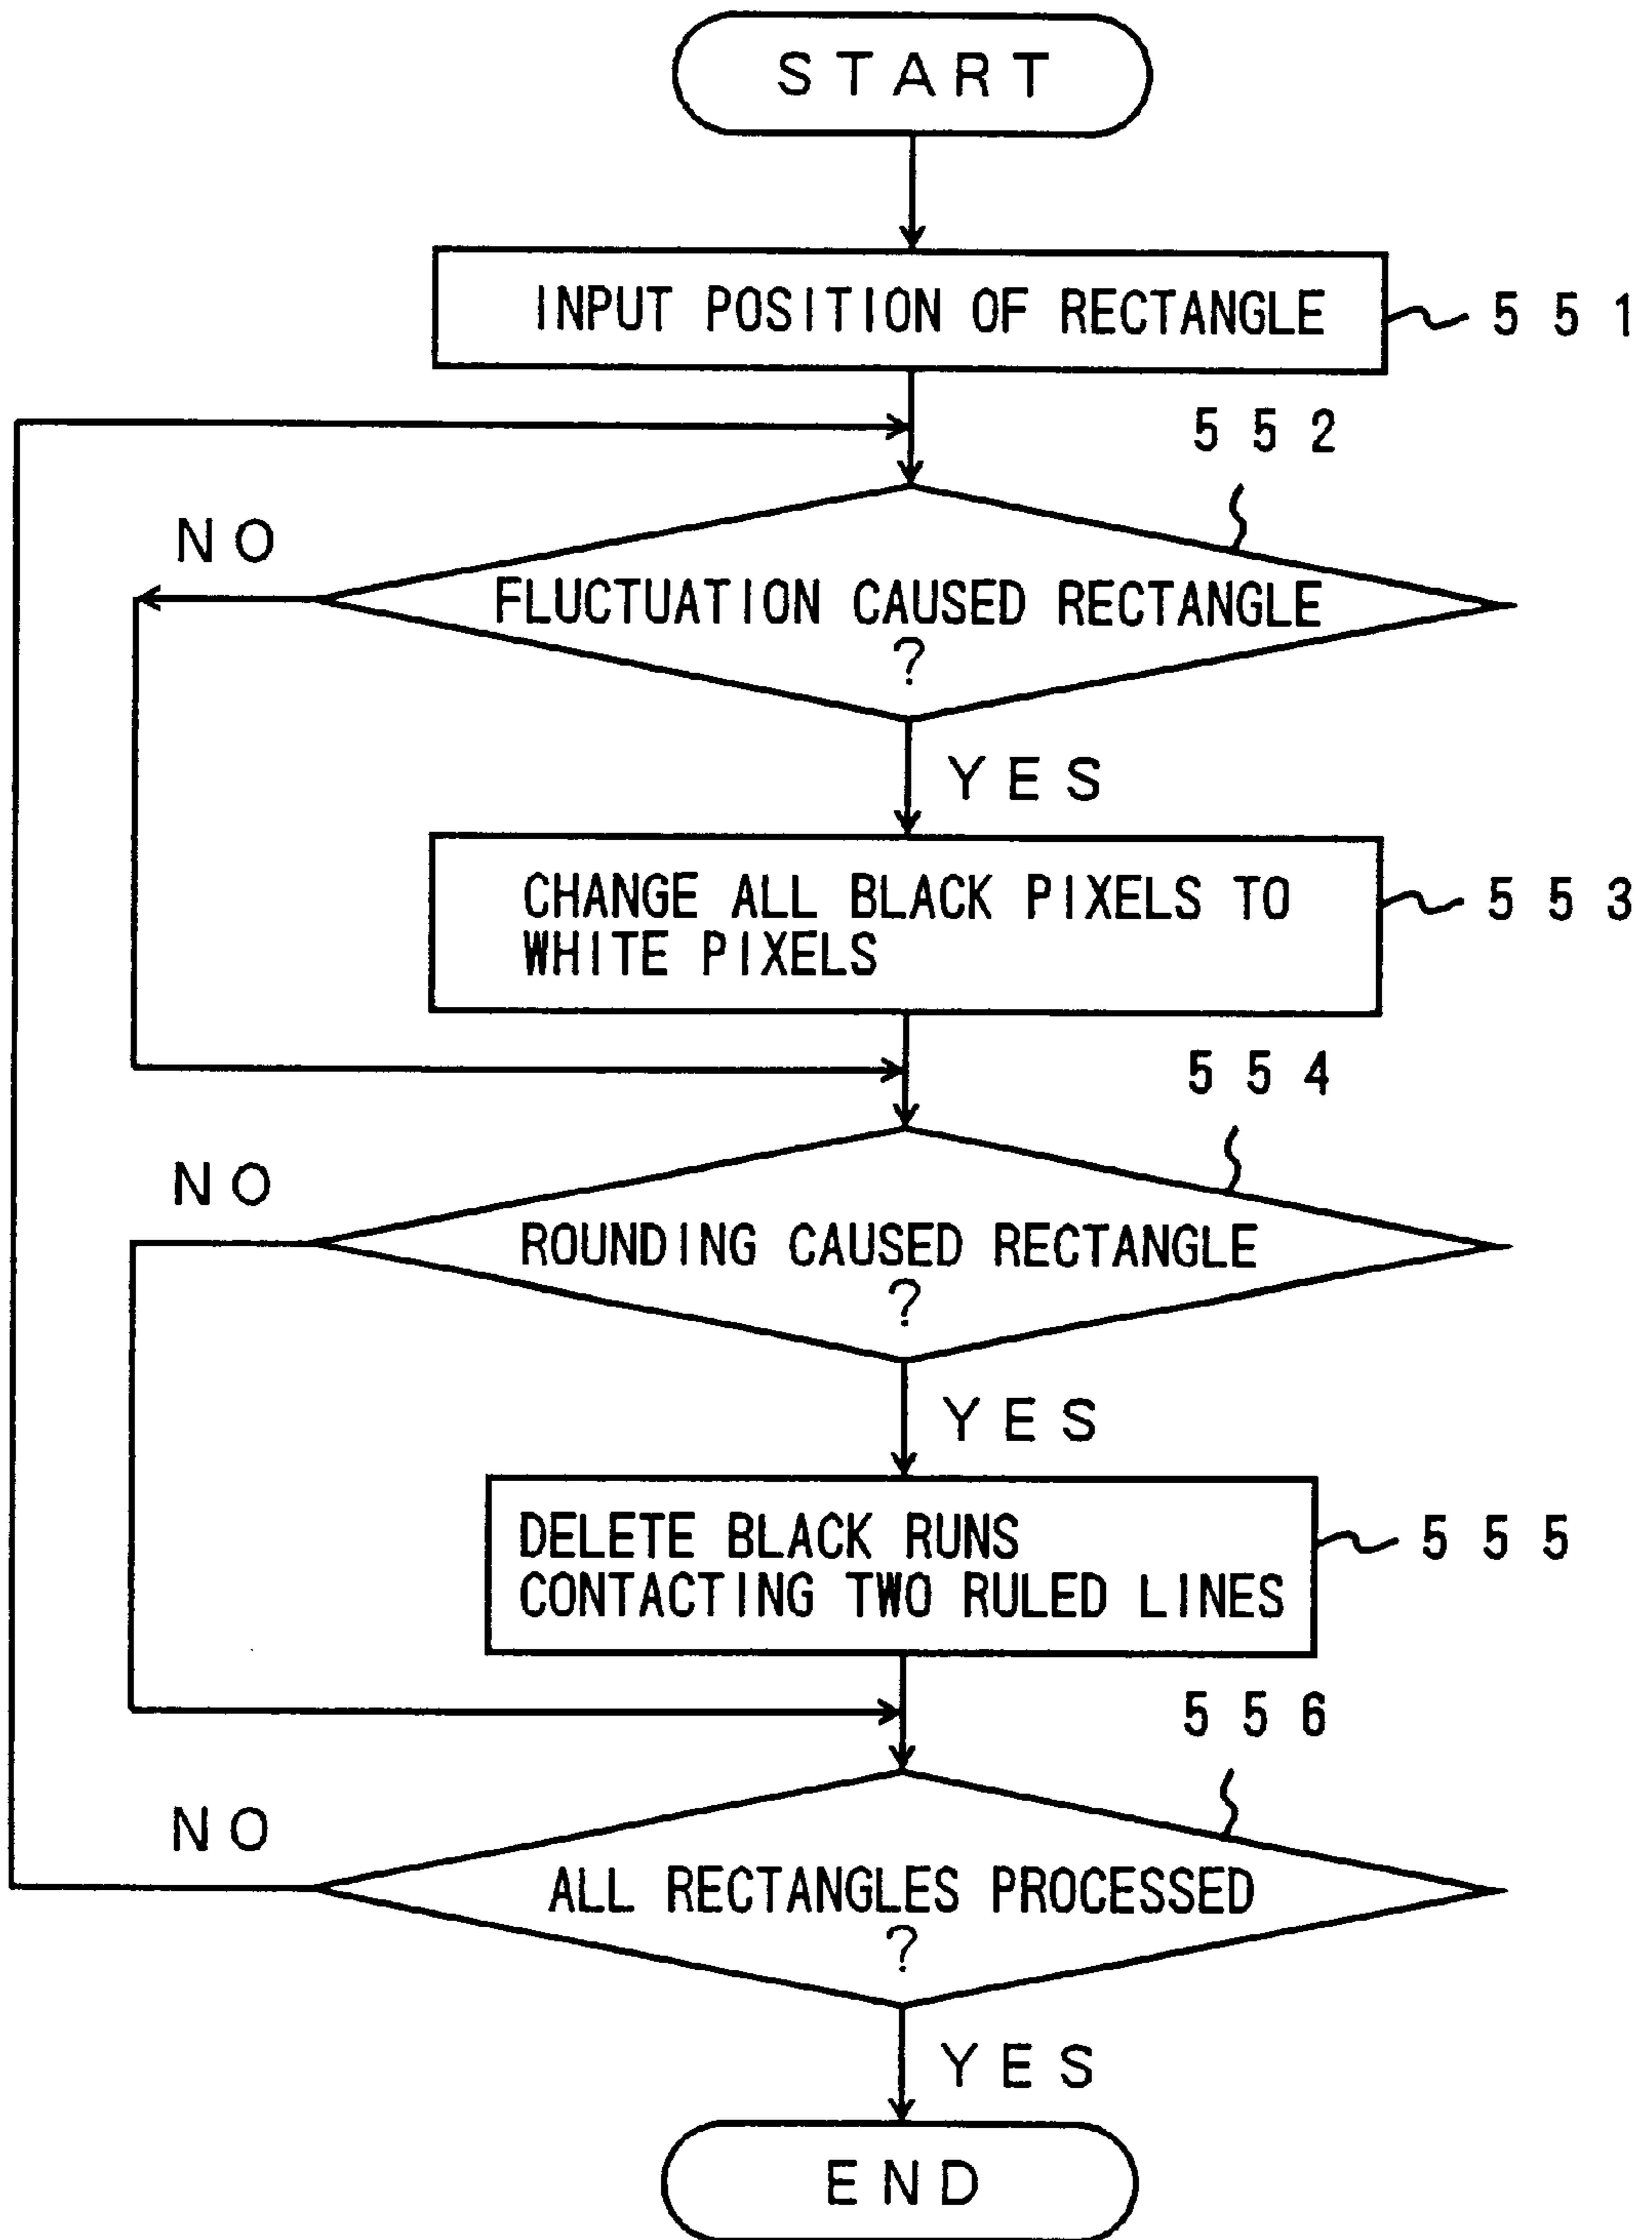 START
INPUT POSITION OF RECTANGLE
551
552
NO
FLUCTUATION CAUSED RECTANGLE
?
YES
CHANGE ALL BLACK PIXELS TO
WHITE PIXELS
553
554
NO
ROUNDING CAUSED RECTANGLE
?
YES
DELETE BLACK RUNS
CONTACTING TWO RULED LINES
555
556
NO
ALL RECTANGLES PROCESSED
?
YES
END